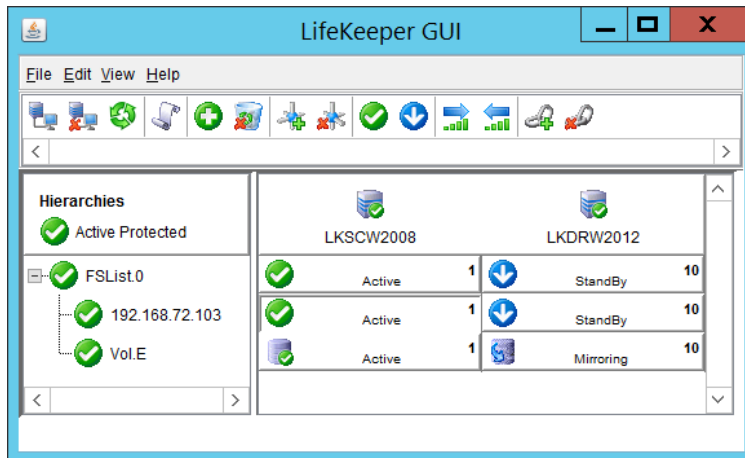 LifeKeeper GUI
File Edit View Help
Hierarchies
Active Protected
LKSCW2008 LKDRW2012
FSList.0 Active 1 StandBy 10
192.168.72.103 Active 1 StandBy 10
Vol.E Active 1 Mirroring 10